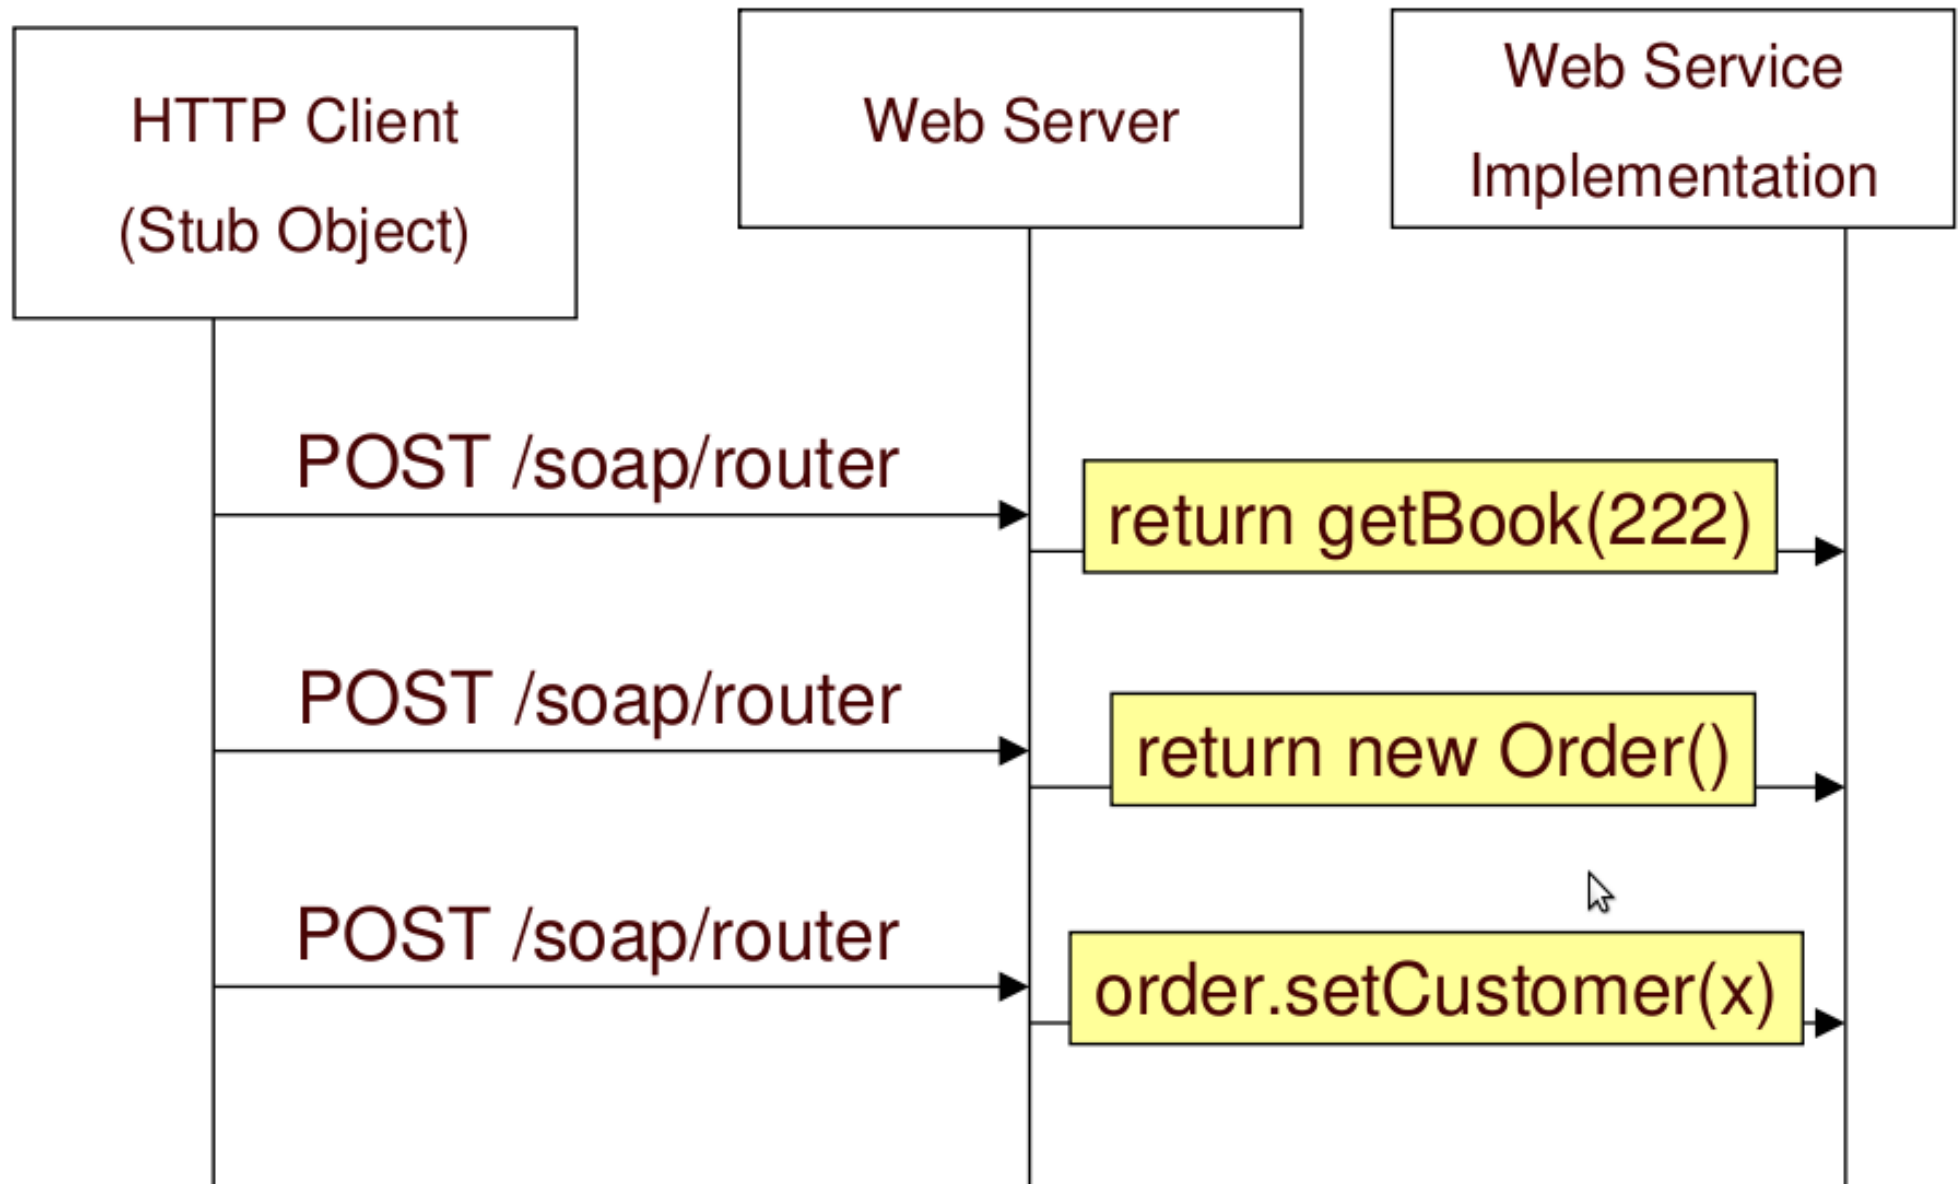 HTTP Client
(Stub Object)
Web Server
Web Service
Implementation
POST /soap/router
return getBook(222)
POST /soap/router
return new Order()
POST /soap/router
order.setCustomer(x)